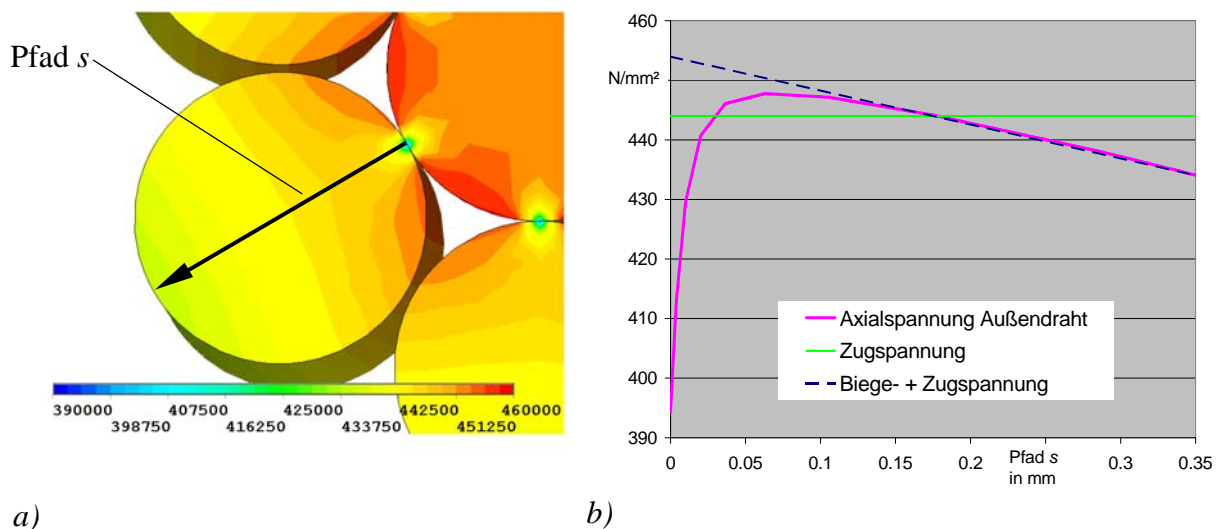 Pfad s
390000 407500 425000 442500 460000
398750 416250 433750 451250
a)
460
N/mm²
440
430
420
410
400
390
0 0.05 0.1 0.15 0.2 0.25 0.3 0.35
Pfad s
in mm
Axialspannung Außendraht
Zugspannung
Biege- + Zugspannung
b)